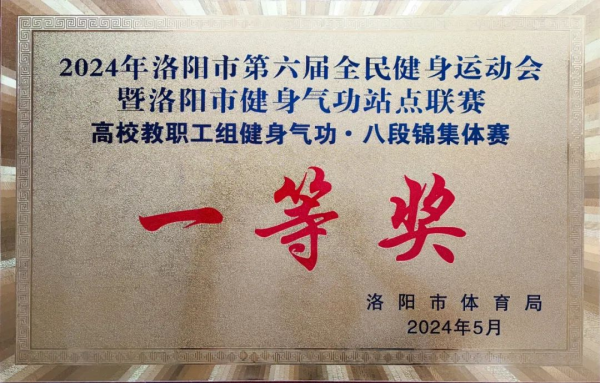 2024年洛阳市第六届全民健身运动会
暨洛阳市健身气功站点联赛
高校教职工组健身气功·八段锦集体赛
一等奖
洛阳市体育局
2024年5月